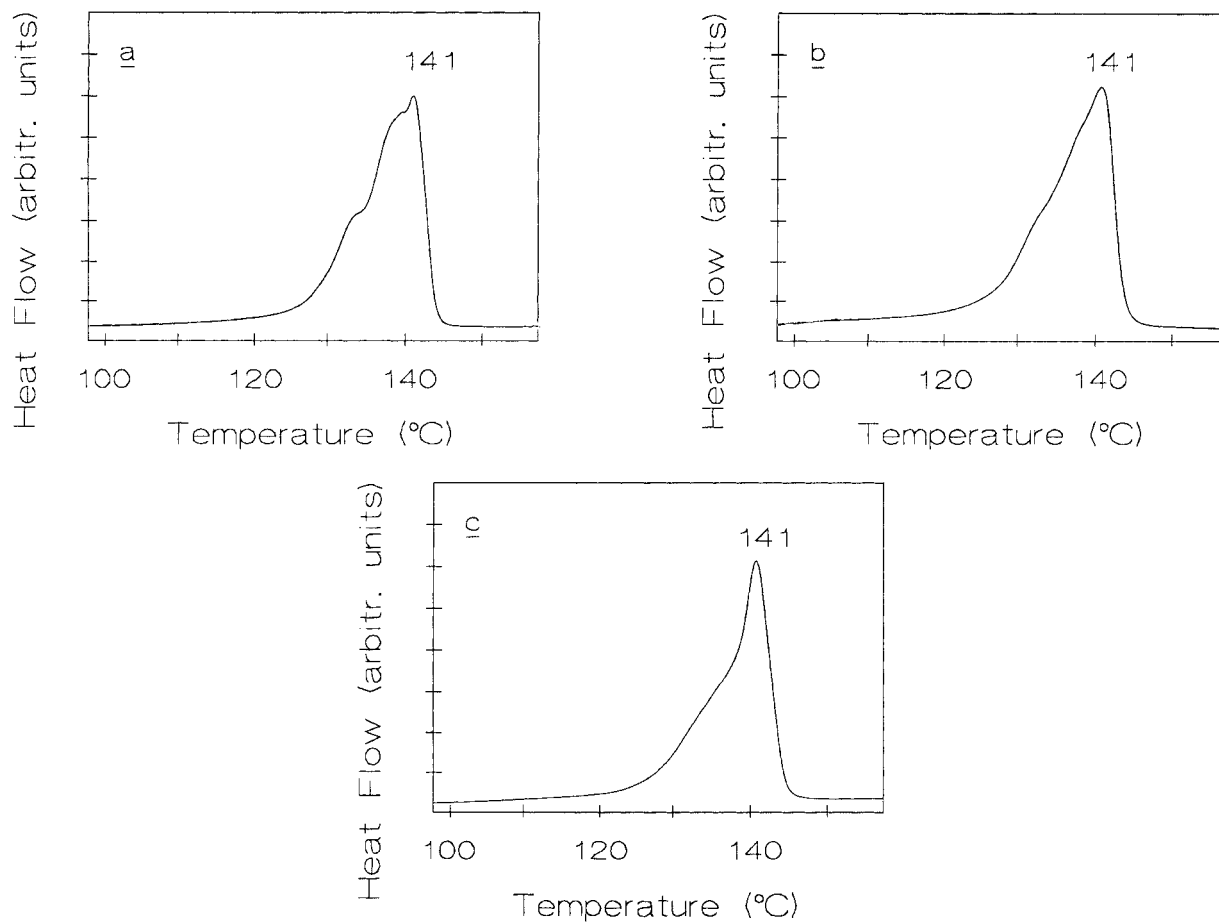 a
141
Heat Flow (arbitr. units)
100 120 140
Temperature (°C)
b
141
Heat Flow (arbitr. units)
100 120 140
Temperature (°C)
c
141
Heat Flow (arbitr. units)
100 120 140
Temperature (°C)